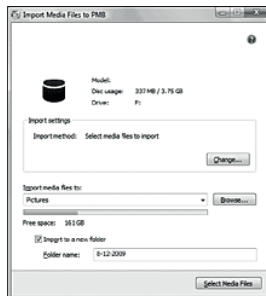 Import Media Files to PMB
Model:
Disc usage: 337 MB / 3.75 GB
Drive: F:
Import settings
Import method: Select media files to import
Change...
Import media files to:
Pictures
Browse...
Free space: 161 GB
Import to a new folder
Folder name: 8-12-2009
Select Media Files